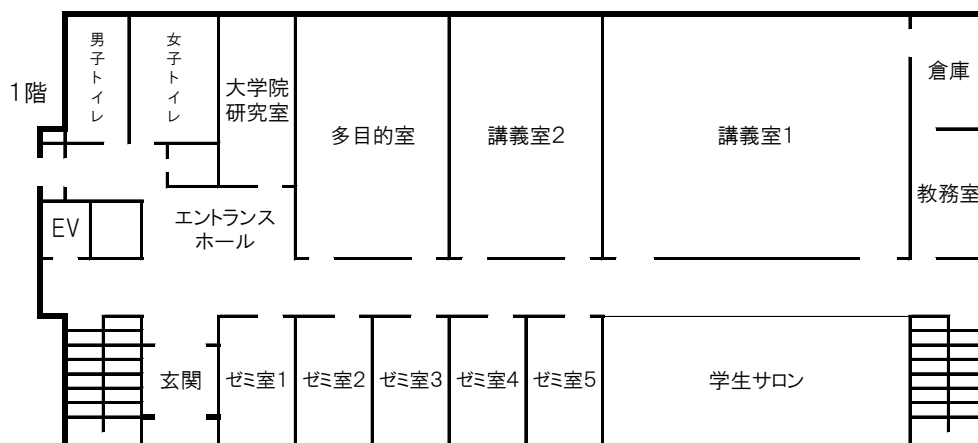 1階
男子トイレ
女子トイレ
大学院
研究室
多目的室
講義室2
講義室1
倉庫
教務室
EV
エントランス
ホール
玄関
ゼミ室1
ゼミ室2
ゼミ室3
ゼミ室4
ゼミ室5
学生サロン